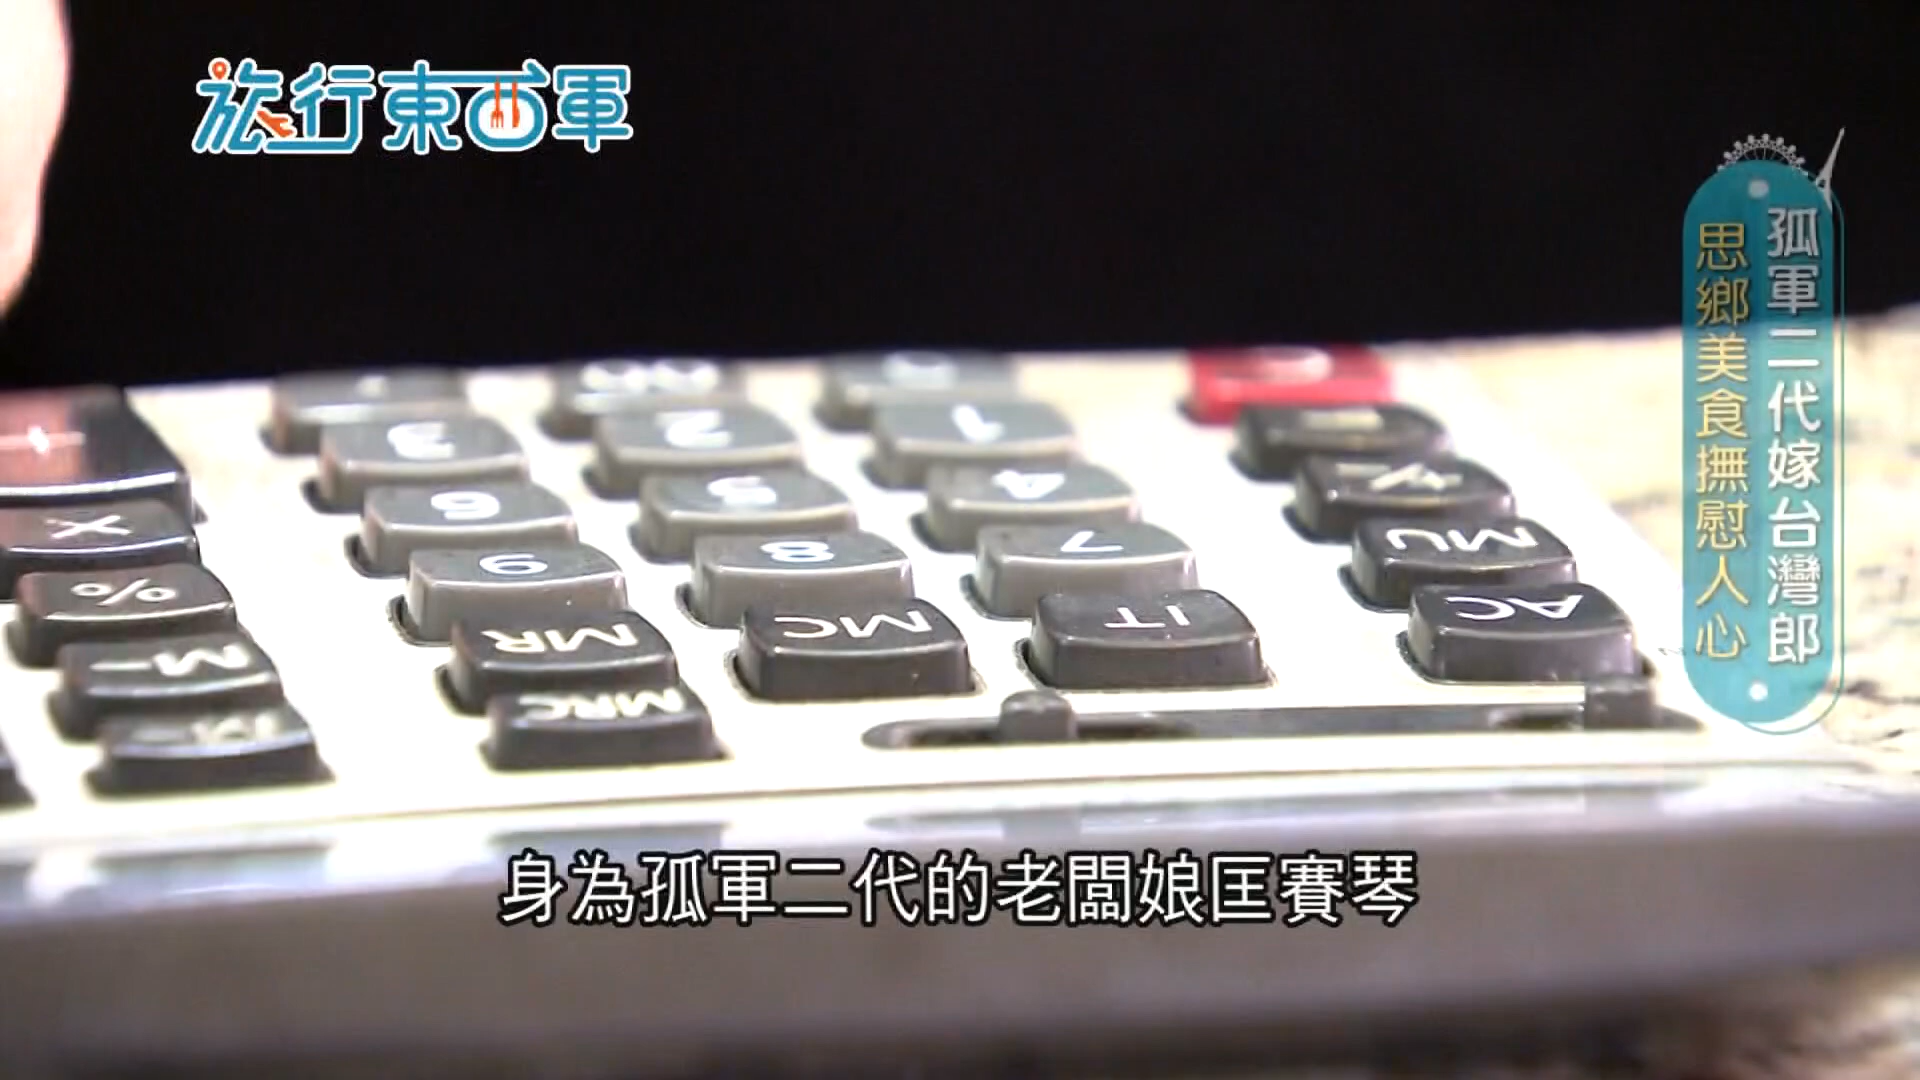 旅行東西軍
孤軍二代嫁台灣郎
思鄉美食撫慰人心
00 0 C
3 2 1
6 5 4
× 9 8 7 MU
% MR MC IT AC
M- MRC
身為孤軍二代的老闆娘匡賽琴